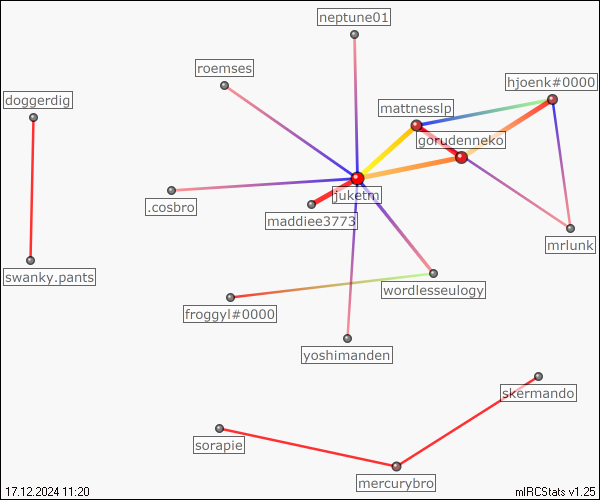 neptune01
roemses
hjoenk#0000
doggerdig
mattnesslp
gorudenneko
juketm
.cosbro
maddiee3773
mrlunk
swanky.pants
wordlesseulogy
froggyl#0000
yoshimanden
skermando
sorapie
mercurybro
17.12.2024 11:20
mIRCStats v1.25